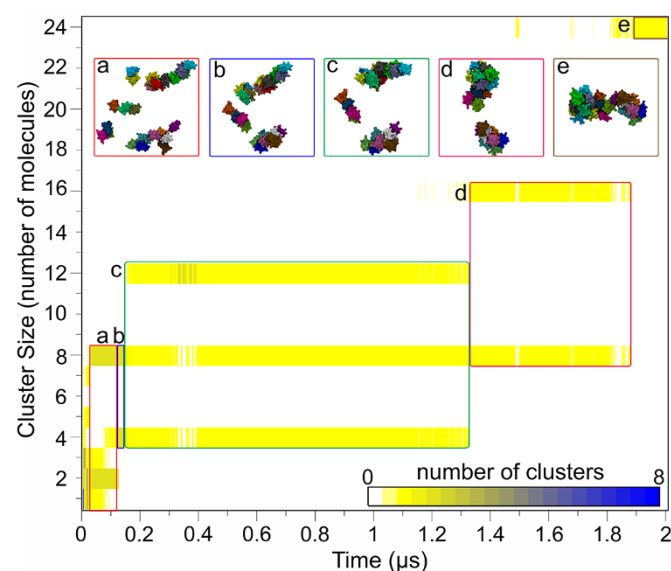 24
22
20
18
16
14
12
10
8
6
4
2
Cluster Size (number of molecules)
a
b
c
d
e
e
d
c
a b
0 number of clusters 8
0 0.2 0.4 0.6 0.8 1 1.2 1.4 1.6 1.8 2
Time (µs)